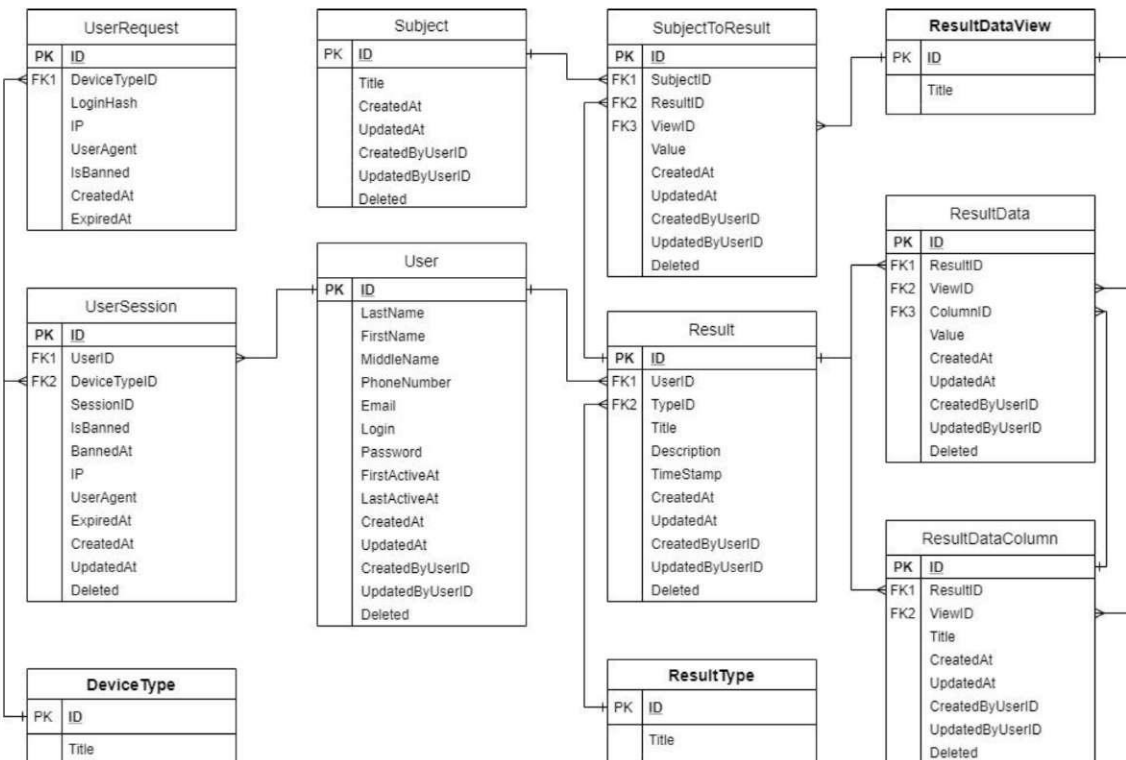 UserRequest
PK ID
FK1 DeviceTypeID
LoginHash
IP
UserAgent
IsBanned
CreatedAt
ExpiredAt
UserSession
PK ID
FK1 UserID
FK2 DeviceTypeID
SessionID
IsBanned
BannedAt
IP
UserAgent
ExpiredAt
CreatedAt
UpdatedAt
Deleted
DeviceType
PK ID
Title
Subject
PK ID
Title
CreatedAt
UpdatedAt
CreatedByUserID
UpdatedByUserID
Deleted
User
PK ID
LastName
FirstName
MiddleName
PhoneNumber
Email
Login
Password
FirstActiveAt
LastActiveAt
CreatedAt
UpdatedAt
CreatedByUserID
UpdatedByUserID
Deleted
SubjectToResult
PK ID
FK1 SubjectID
FK2 ResultID
FK3 ViewID
Value
CreatedAt
UpdatedAt
CreatedByUserID
UpdatedByUserID
Deleted
Result
PK ID
FK1 UserID
FK2 TypeID
Title
Description
TimeStamp
CreatedAt
UpdatedAt
CreatedByUserID
UpdatedByUserID
Deleted
ResultType
PK ID
Title
ResultDataView
PK ID
Title
ResultData
PK ID
FK1 ResultID
FK2 ViewID
FK3 ColumnID
Value
CreatedAt
UpdatedAt
CreatedByUserID
UpdatedByUserID
Deleted
ResultDataColumn
PK ID
FK1 ResultID
FK2 ViewID
Title
CreatedAt
UpdatedAt
CreatedByUserID
UpdatedByUserID
Deleted